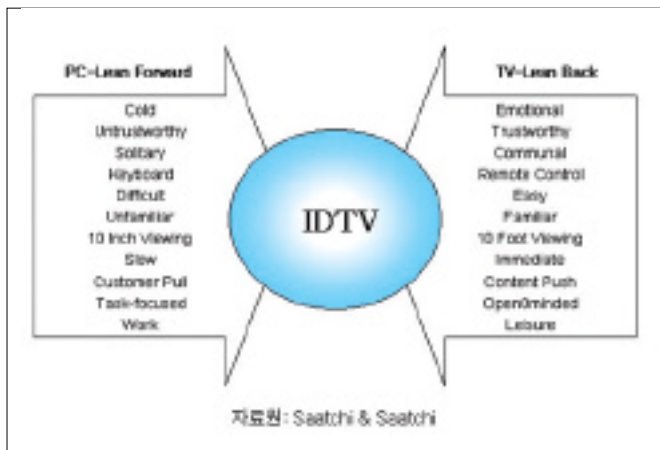 PC-Lean Forward
Cold
Untrustworthy
Solitary
Keyboard
Difficult
Unfamiliar
10 Inch Viewing
Slow
Customer Pull
Task-focused
Work
IDTV
TV-Lean Back
Emotional
Trustworthy
Communal
Remote Control
Easy
Familiar
10 Foot Viewing
Immediate
Content Push
Open0minded
Leisure
자료원: Saatchi & Saatchi